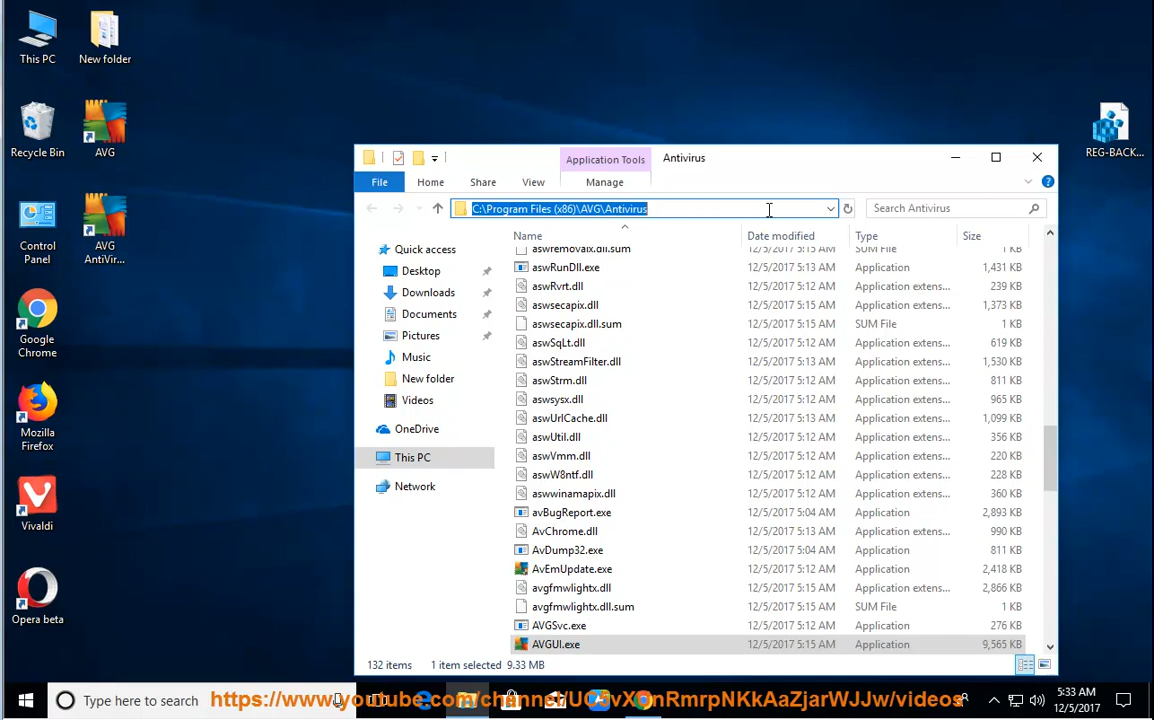 This PC
New folder
Recycle Bin
AVG
Control
Panel
AVG
AntiVir...
Google
Chrome
Mozilla
Firefox
Vivaldi
Opera beta
REG-BACK...
Application Tools
Antivirus
File
Home
Share
View
Manage
C:\Program Files (x86)\AVG\Antivirus
Search Antivirus
Quick access
Desktop
Downloads
Documents
Pictures
Music
New folder
Videos
OneDrive
This PC
Network
Name Date modified Type Size
aswremovalx.dll.sum 12/5/2017 5:15 AM SUM File 1 KB
aswRunDll.exe 12/5/2017 5:13 AM Application 1,431 KB
aswRvrt.dll 12/5/2017 5:12 AM Application extens... 239 KB
aswsecapix.dll 12/5/2017 5:15 AM Application extens... 1,373 KB
aswsecapix.dll.sum 12/5/2017 5:15 AM SUM File 1 KB
aswSqLt.dll 12/5/2017 5:12 AM Application extens... 619 KB
aswStreamFilter.dll 12/5/2017 5:13 AM Application extens... 1,530 KB
aswStrm.dll 12/5/2017 5:12 AM Application extens... 811 KB
aswsysx.dll 12/5/2017 5:12 AM Application extens... 965 KB
aswUrlCache.dll 12/5/2017 5:12 AM Application extens... 1,099 KB
aswUtil.dll 12/5/2017 5:12 AM Application extens... 356 KB
aswVmm.dll 12/5/2017 5:12 AM Application extens... 220 KB
aswW8ntf.dll 12/5/2017 5:12 AM Application extens... 228 KB
aswwinamapix.dll 12/5/2017 5:12 AM Application extens... 360 KB
avBugReport.exe 12/5/2017 5:04 AM Application 2,893 KB
AvChrome.dll 12/5/2017 5:13 AM Application extens... 990 KB
AvDump32.exe 12/5/2017 5:04 AM Application 811 KB
AvEmUpdate.exe 12/5/2017 5:12 AM Application 2,418 KB
avgfmwlightx.dll 12/5/2017 5:15 AM Application extens... 2,866 KB
avgfmwlightx.dll.sum 12/5/2017 5:15 AM SUM File 1 KB
AVGSvc.exe 12/5/2017 5:12 AM Application 276 KB
AVGUI.exe 12/5/2017 5:15 AM Application 9,565 KB
132 items 1 item selected 9.33 MB
Type here to search
https://www.youtube.com/channel/UC5vXOnRmrpNKkAaZjarWJJw/videos
5:33 AM
12/5/2017